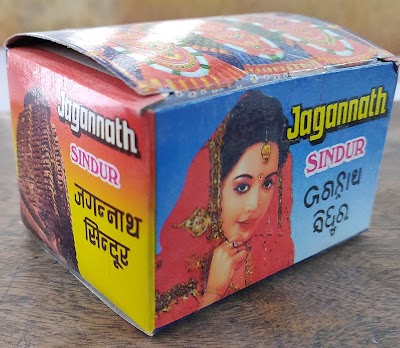 Jagannath
SINDUR
जगन्नाथ
सिन्दूर
Jagannath
SINDUR
ଜଗନ୍ନାଥ
ସିନ୍ଦୁର